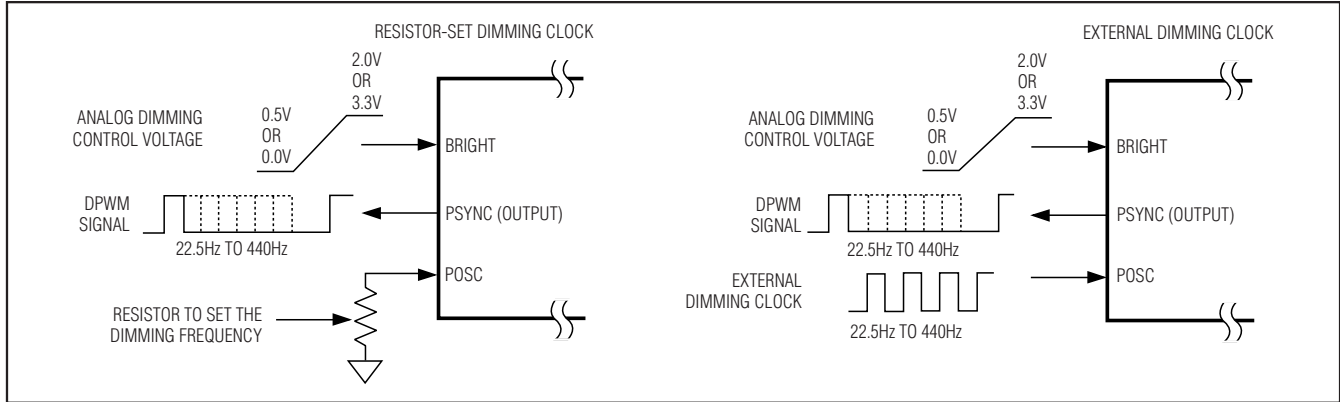 RESISTOR-SET DIMMING CLOCK
2.0V
OR
3.3V
0.5V
OR
0.0V
ANALOG DIMMING
CONTROL VOLTAGE
BRIGHT
DPWM
SIGNAL
PSYNC (OUTPUT)
22.5Hz TO 440Hz
POSC
RESISTOR TO SET THE
DIMMING FREQUENCY
EXTERNAL DIMMING CLOCK
2.0V
OR
3.3V
0.5V
OR
0.0V
ANALOG DIMMING
CONTROL VOLTAGE
BRIGHT
DPWM
SIGNAL
PSYNC (OUTPUT)
22.5Hz TO 440Hz
EXTERNAL
DIMMING CLOCK
POSC
22.5Hz TO 440Hz